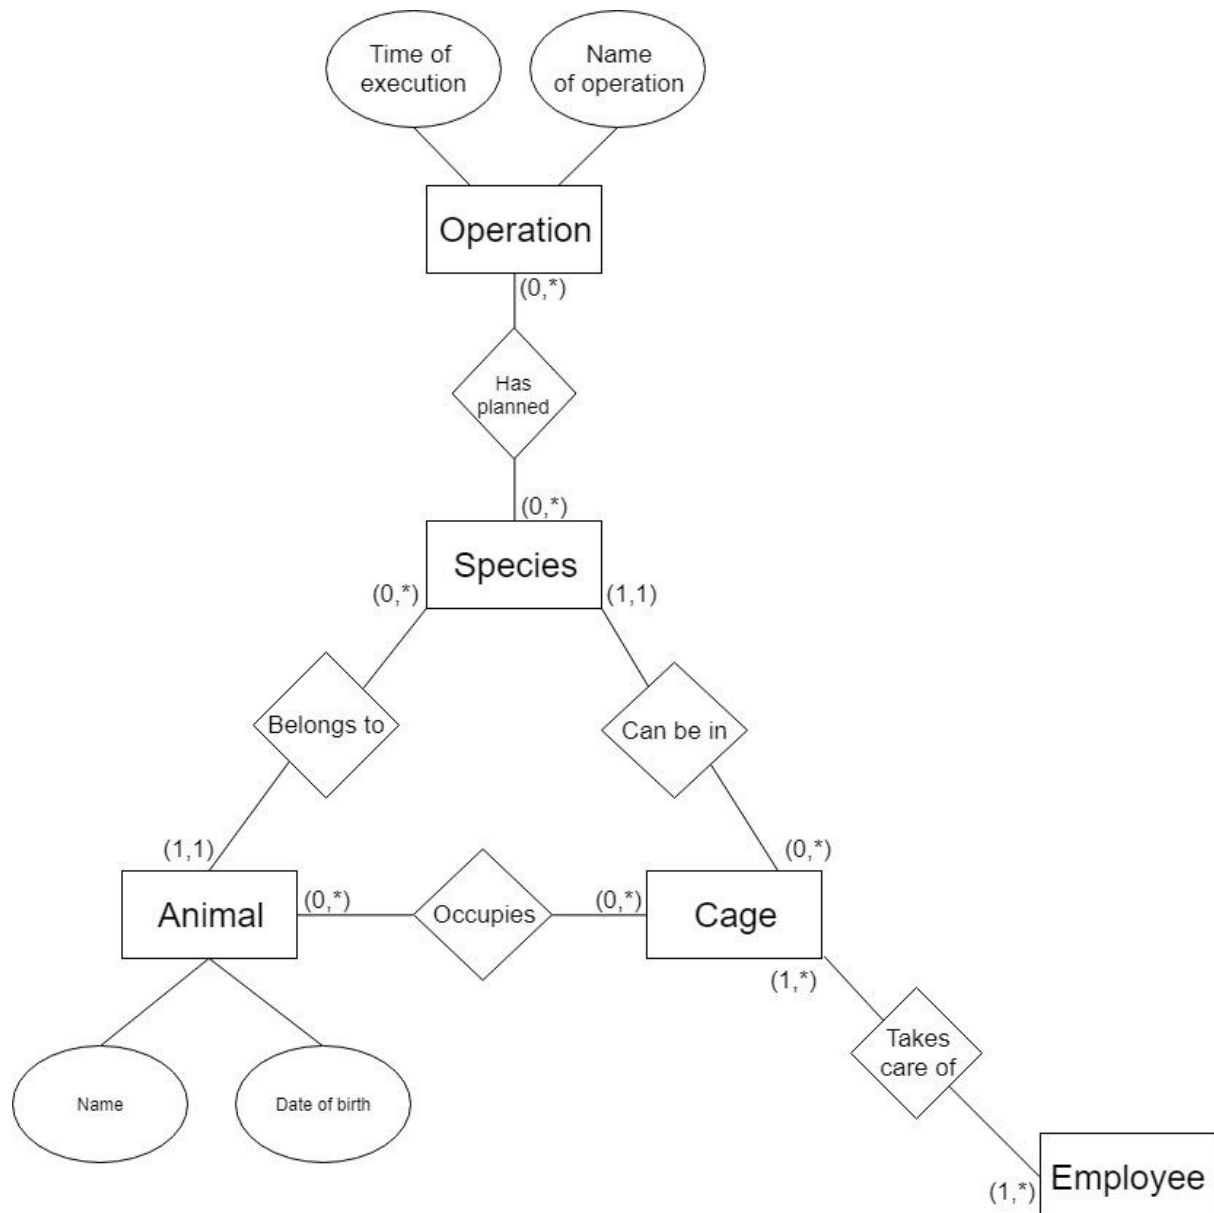 Time of
execution
Name
of operation
Operation
(0,*)
Has
planned
(0,*)
Species
(0,*)
(1,1)
Belongs to
Can be in
(1,1)
(0,*)
Animal
(0,*)
Occupies
(0,*)
Cage
(1,*)
Takes
care of
Name
Date of birth
Employee
(1,*)